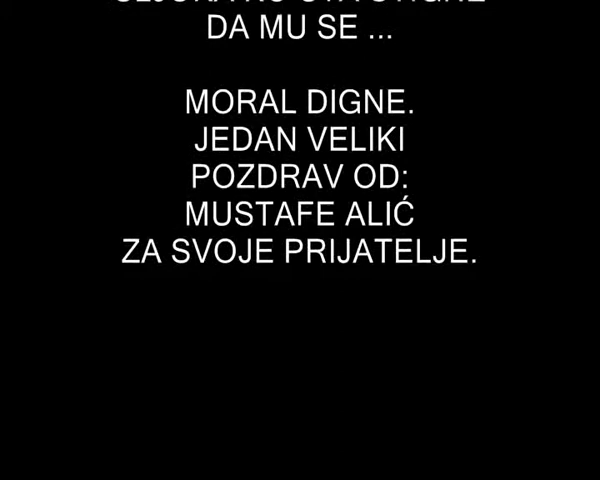 DA MU SE ...
MORAL DIGNE.
JEDAN VELIKI
POZDRAV OD:
MUSTAFE ALIĆ
ZA SVOJE PRIJATELJE.